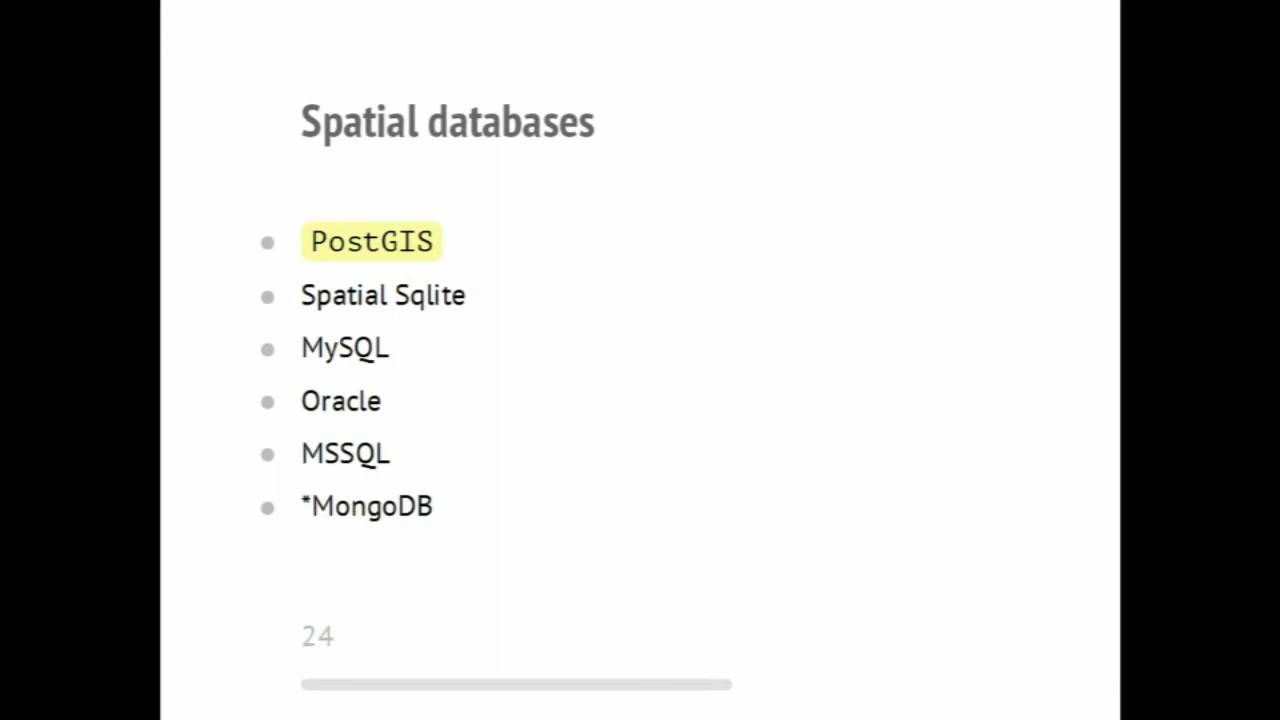 Spatial databases
PostGIS
Spatial Sqlite
MySQL
Oracle
MSSQL
*MongoDB
24